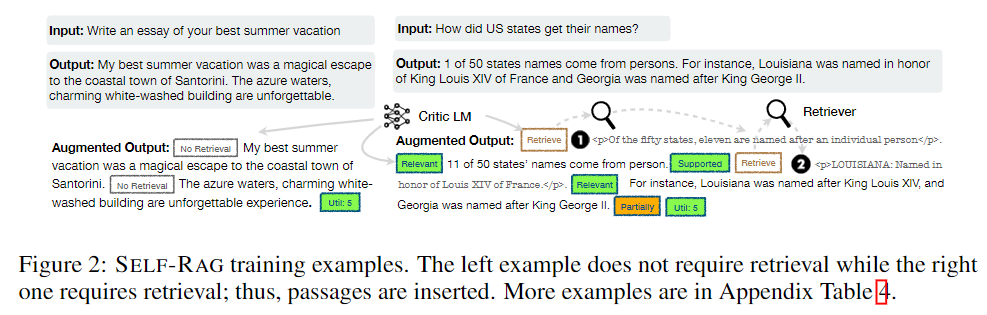 Input: Write an essay of your best summer vacation
Output: My best summer vacation was a magical escape
to the coastal town of Santorini. The azure waters,
charming white-washed building are unforgettable.
Input: How did US states get their names?
Output: 1 of 50 states names come from persons. For instance, Louisiana was named in honor
of King Louis XIV of France and Georgia was named after King George II.
Critic LM
Retriever
Augmented Output: No Retrieval My best summer
vacation was a magical escape to the coastal town of
Santorini. No Retrieval The azure waters, charming white-
washed building are unforgettable experience. Util: 5
Augmented Output: Retrieve 1 <p>Of the fifty states, eleven are named after an individual person</p>.
Relevant 11 of 50 states' names come from person. Supported Retrieve 2 <p>LOUISIANA: Named in
honor of Louis XIV of France.</p>. Relevant For instance, Louisiana was named after King Louis XIV, and
Georgia was named after King George II. Partially Util: 5
Figure 2: SELF-RAG training examples. The left example does not require retrieval while the right
one requires retrieval; thus, passages are inserted. More examples are in Appendix Table 4.